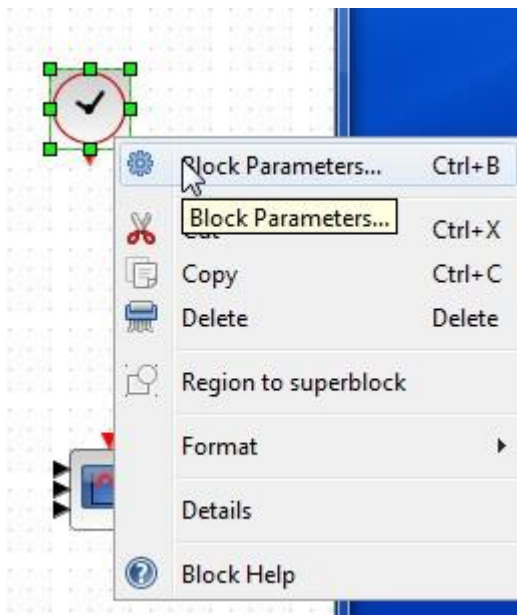 Block Parameters... Ctrl+B
Block Parameters...
Ctrl+X
Copy Ctrl+C
Delete Delete
Region to superblock
Format
Details
Block Help